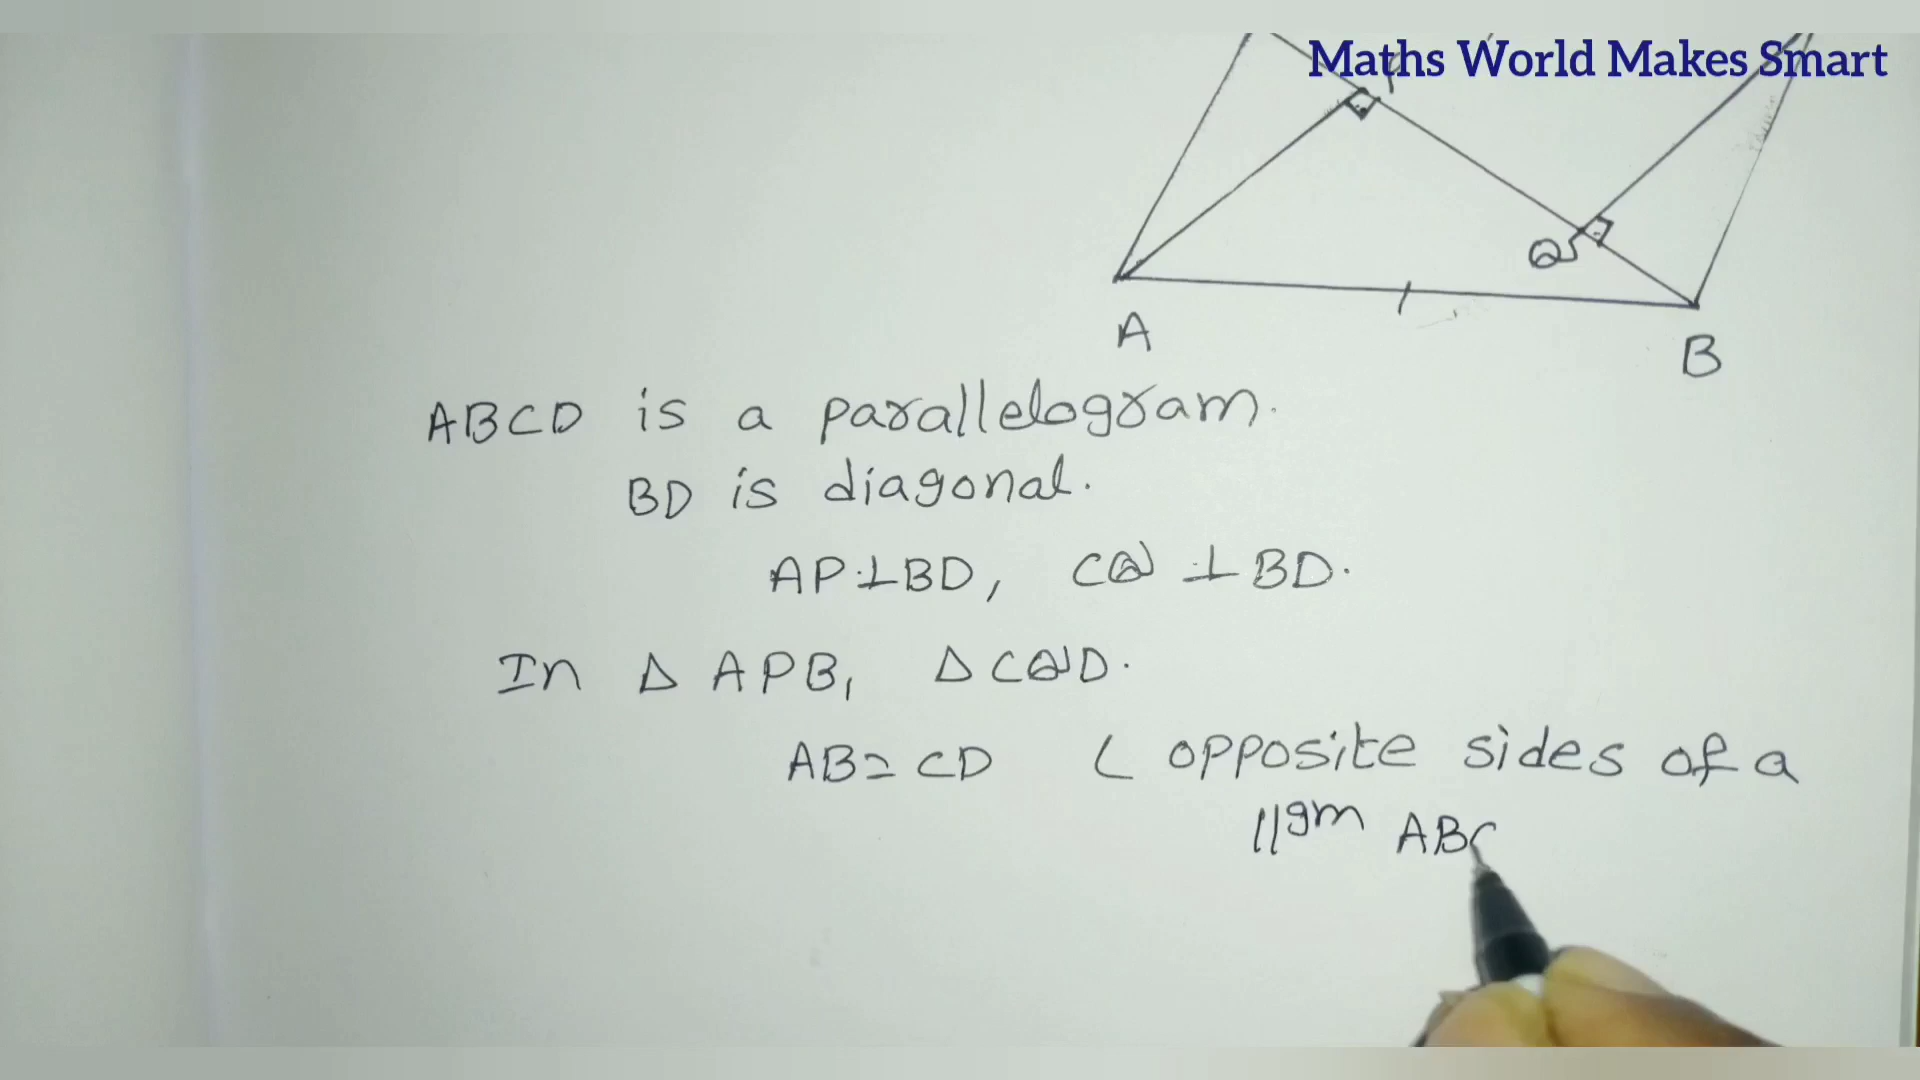 Maths World Makes Smart
P
Q
A
B
ABCD is a parallelogram.
BD is diagonal.
AP⊥BD, CQ ⊥BD.
In Δ APB, ΔCQD.
AB = CD ( opposite sides of a
||gm ABC